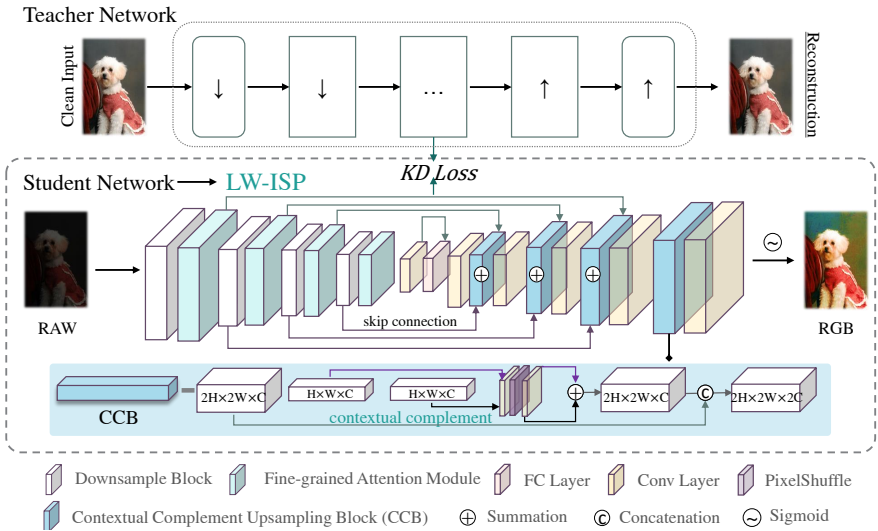 Teacher Network
Clean Input
↓ ↓ ... ↑ ↑
Reconstruction
Student Network
LW-ISP
KD Loss
RAW
skip connection
+ + +
~
RGB
CCB
2H×2W×C
H×W×C
H×W×C
contextual complement
+
2H×2W×C
C
2H×2W×2C
Downsample Block
Fine-grained Attention Module
FC Layer
Conv Layer
PixelShuffle
Contextual Complement Upsampling Block (CCB)
+ Summation
C Concatenation
~ Sigmoid